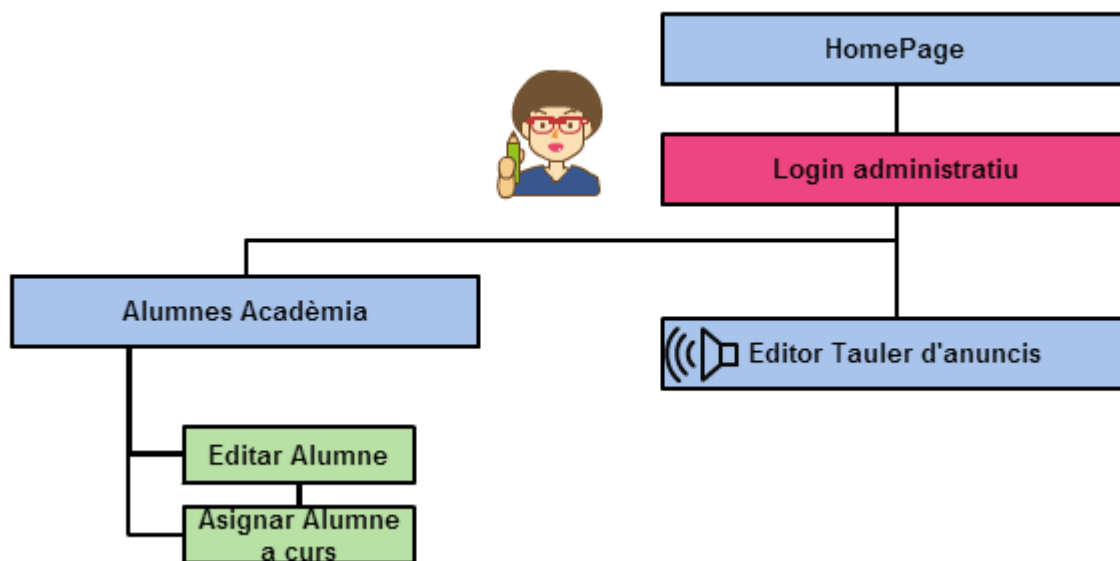 HomePage
Login administratiu
Alumnes Acadèmia
Editor Tauler d'anuncis
Editar Alumne
Asignar Alumne
a curs